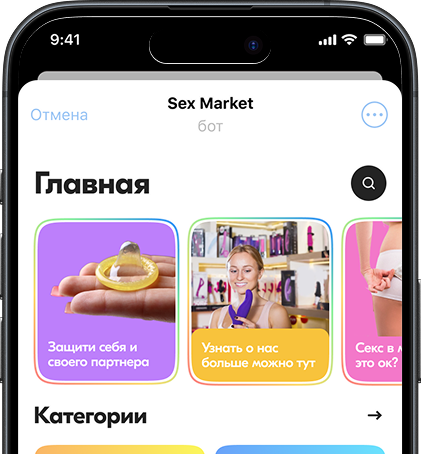 9:41
Отмена
Sex Market
бот
Главная
Защити себя и
своего партнера
Узнать о нас
больше можно тут
Секс в
это ок?
Категории